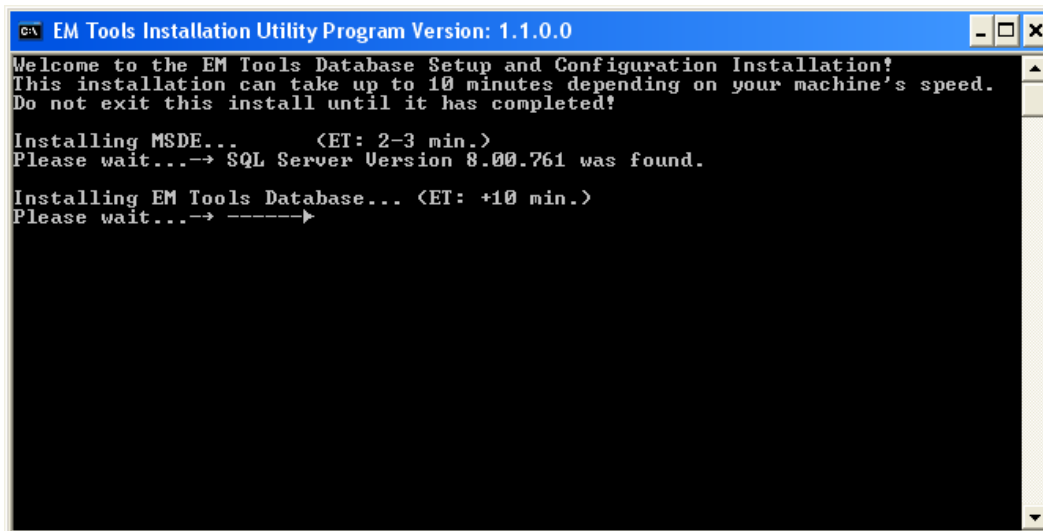 EM Tools Installation Utility Program Version: 1.1.0.0
Welcome to the EM Tools Database Setup and Configuration Installation!
This installation can take up to 10 minutes depending on your machine's speed.
Do not exit this install until it has completed!
Installing MSDE...      (ET: 2-3 min.)
Please wait...-→ SQL Server Version 8.00.761 was found.
Installing EM Tools Database... (ET: +10 min.)
Please wait...-→ ------►